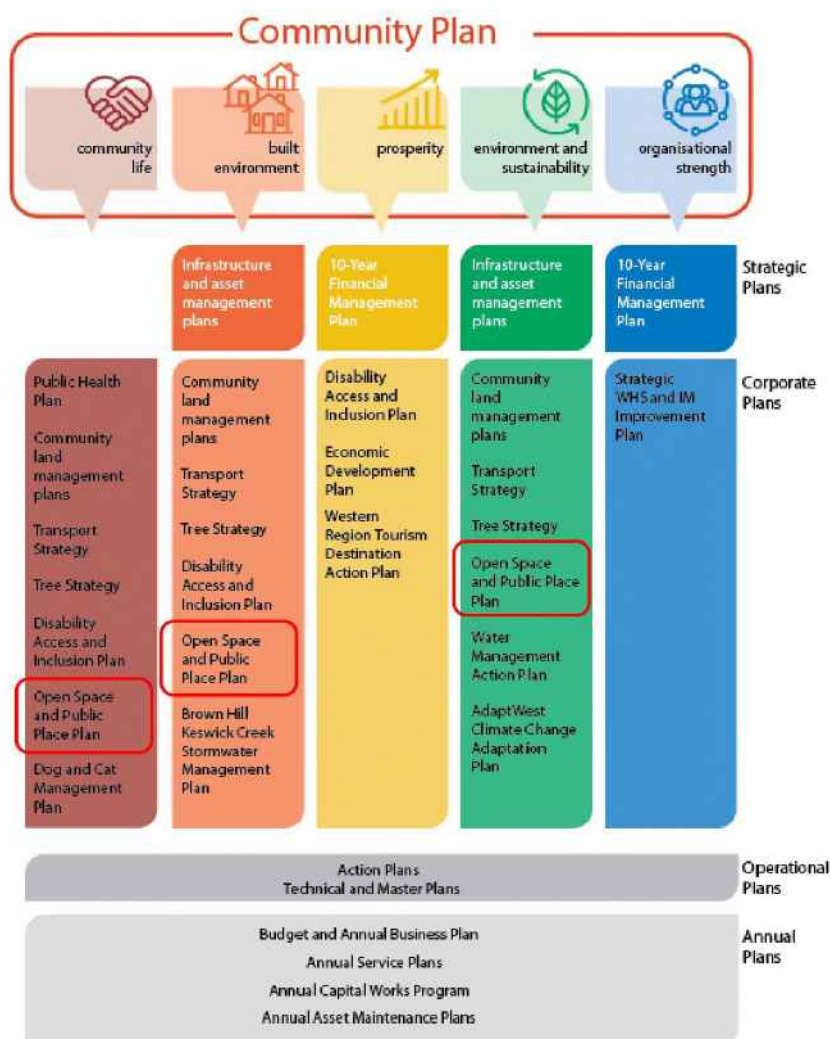 Community Plan
community
life
built
environment
prosperity
environment and
sustainability
organisational
strength
Infrastructure
and asset
management
plans
10-Year
Financial
Management
Plan
Infrastructure
and asset
management
plans
10-Year
Financial
Management
Plan
Strategic
Plans
Public Health
Plan
Community
land
management
plans
Transport
Strategy
Tree Strategy
Disability
Access and
Inclusion Plan
Open Space
and Public
Place Plan
Dog and Cat
Management
Plan
Community
land
management
plans
Transport
Strategy
Tree Strategy
Disability
Access and
Inclusion Plan
Open Space
and Public
Place Plan
Brown Hill
Keswick Creek
Stormwater
Management
Plan
Disability
Access and
Inclusion Plan
Economic
Development
Plan
Western
Region Tourism
Destination
Action Plan
Community
land
management
plans
Transport
Strategy
Tree Strategy
Open Space
and Public Place
Plan
Water
Management
Action Plan
AdaptWest
Climate Change
Adaptation
Plan
Strategic
WHS and IM
Improvement
Plan
Corporate
Plans
Action Plans
Technical and Master Plans
Operational
Plans
Budget and Annual Business Plan
Annual Service Plans
Annual Capital Works Program
Annual Asset Maintenance Plans
Annual
Plans